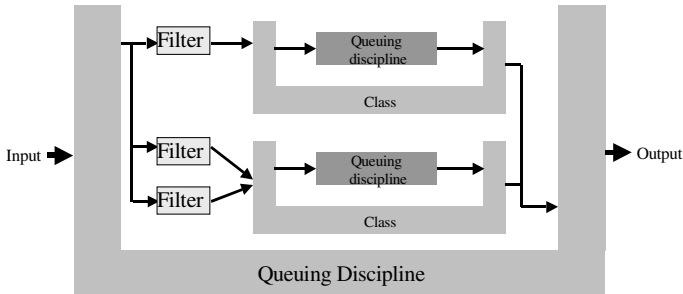 Filter
Queuing
discipline
Class
Input
Filter
Filter
Queuing
discipline
Class
Output
Queuing Discipline